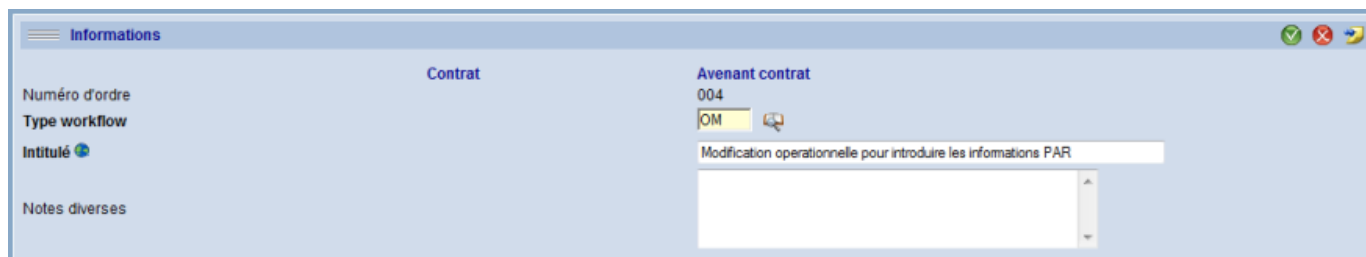 Informations
Contrat Avenant contrat
Numéro d'ordre 004
Type workflow OM
Intitulé Modification operationnelle pour introduire les informations PAR
Notes diverses